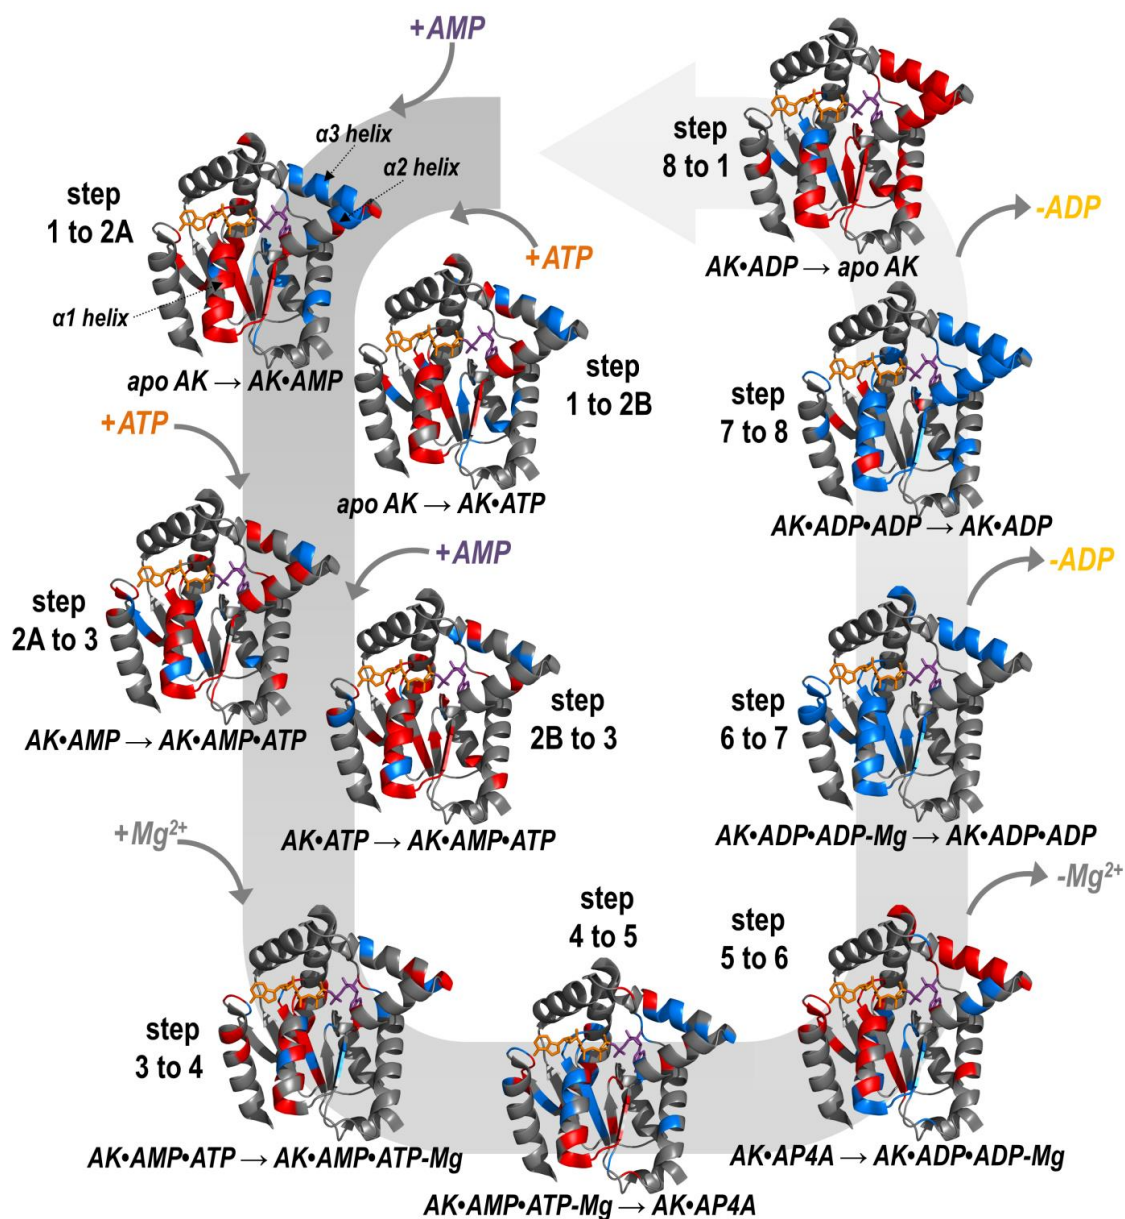 +AMP
α3 helix
α2 helix
step
1 to 2A
α1 helix
apo AK → AK•AMP
+ATP
step
1 to 2B
apo AK → AK•ATP
+ATP
step
2A to 3
AK•AMP → AK•AMP•ATP
+AMP
step
2B to 3
AK•ATP → AK•AMP•ATP
+Mg²⁺
step
3 to 4
AK•AMP•ATP → AK•AMP•ATP-Mg
step
4 to 5
AK•AMP•ATP-Mg → AK•AP4A
step
5 to 6
AK•AP4A → AK•ADP•ADP-Mg
-Mg²⁺
step
6 to 7
AK•ADP•ADP-Mg → AK•ADP•ADP
-ADP
step
7 to 8
AK•ADP•ADP → AK•ADP
-ADP
step
8 to 1
AK•ADP → apo AK